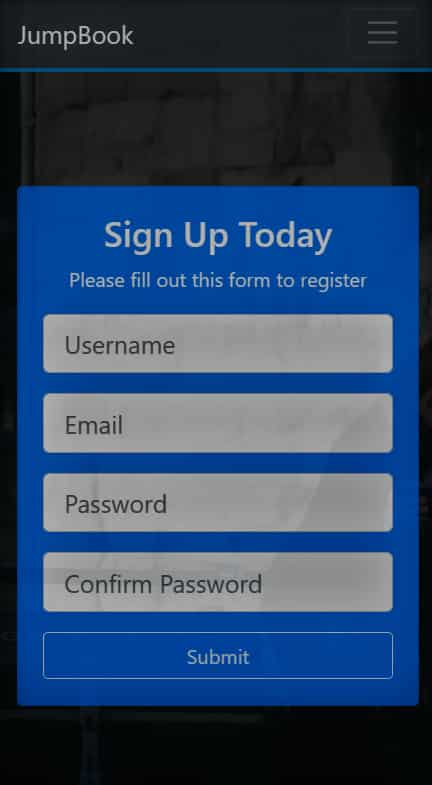 JumpBook
Sign Up Today
Please fill out this form to register
Username
Email
Password
Confirm Password
Submit